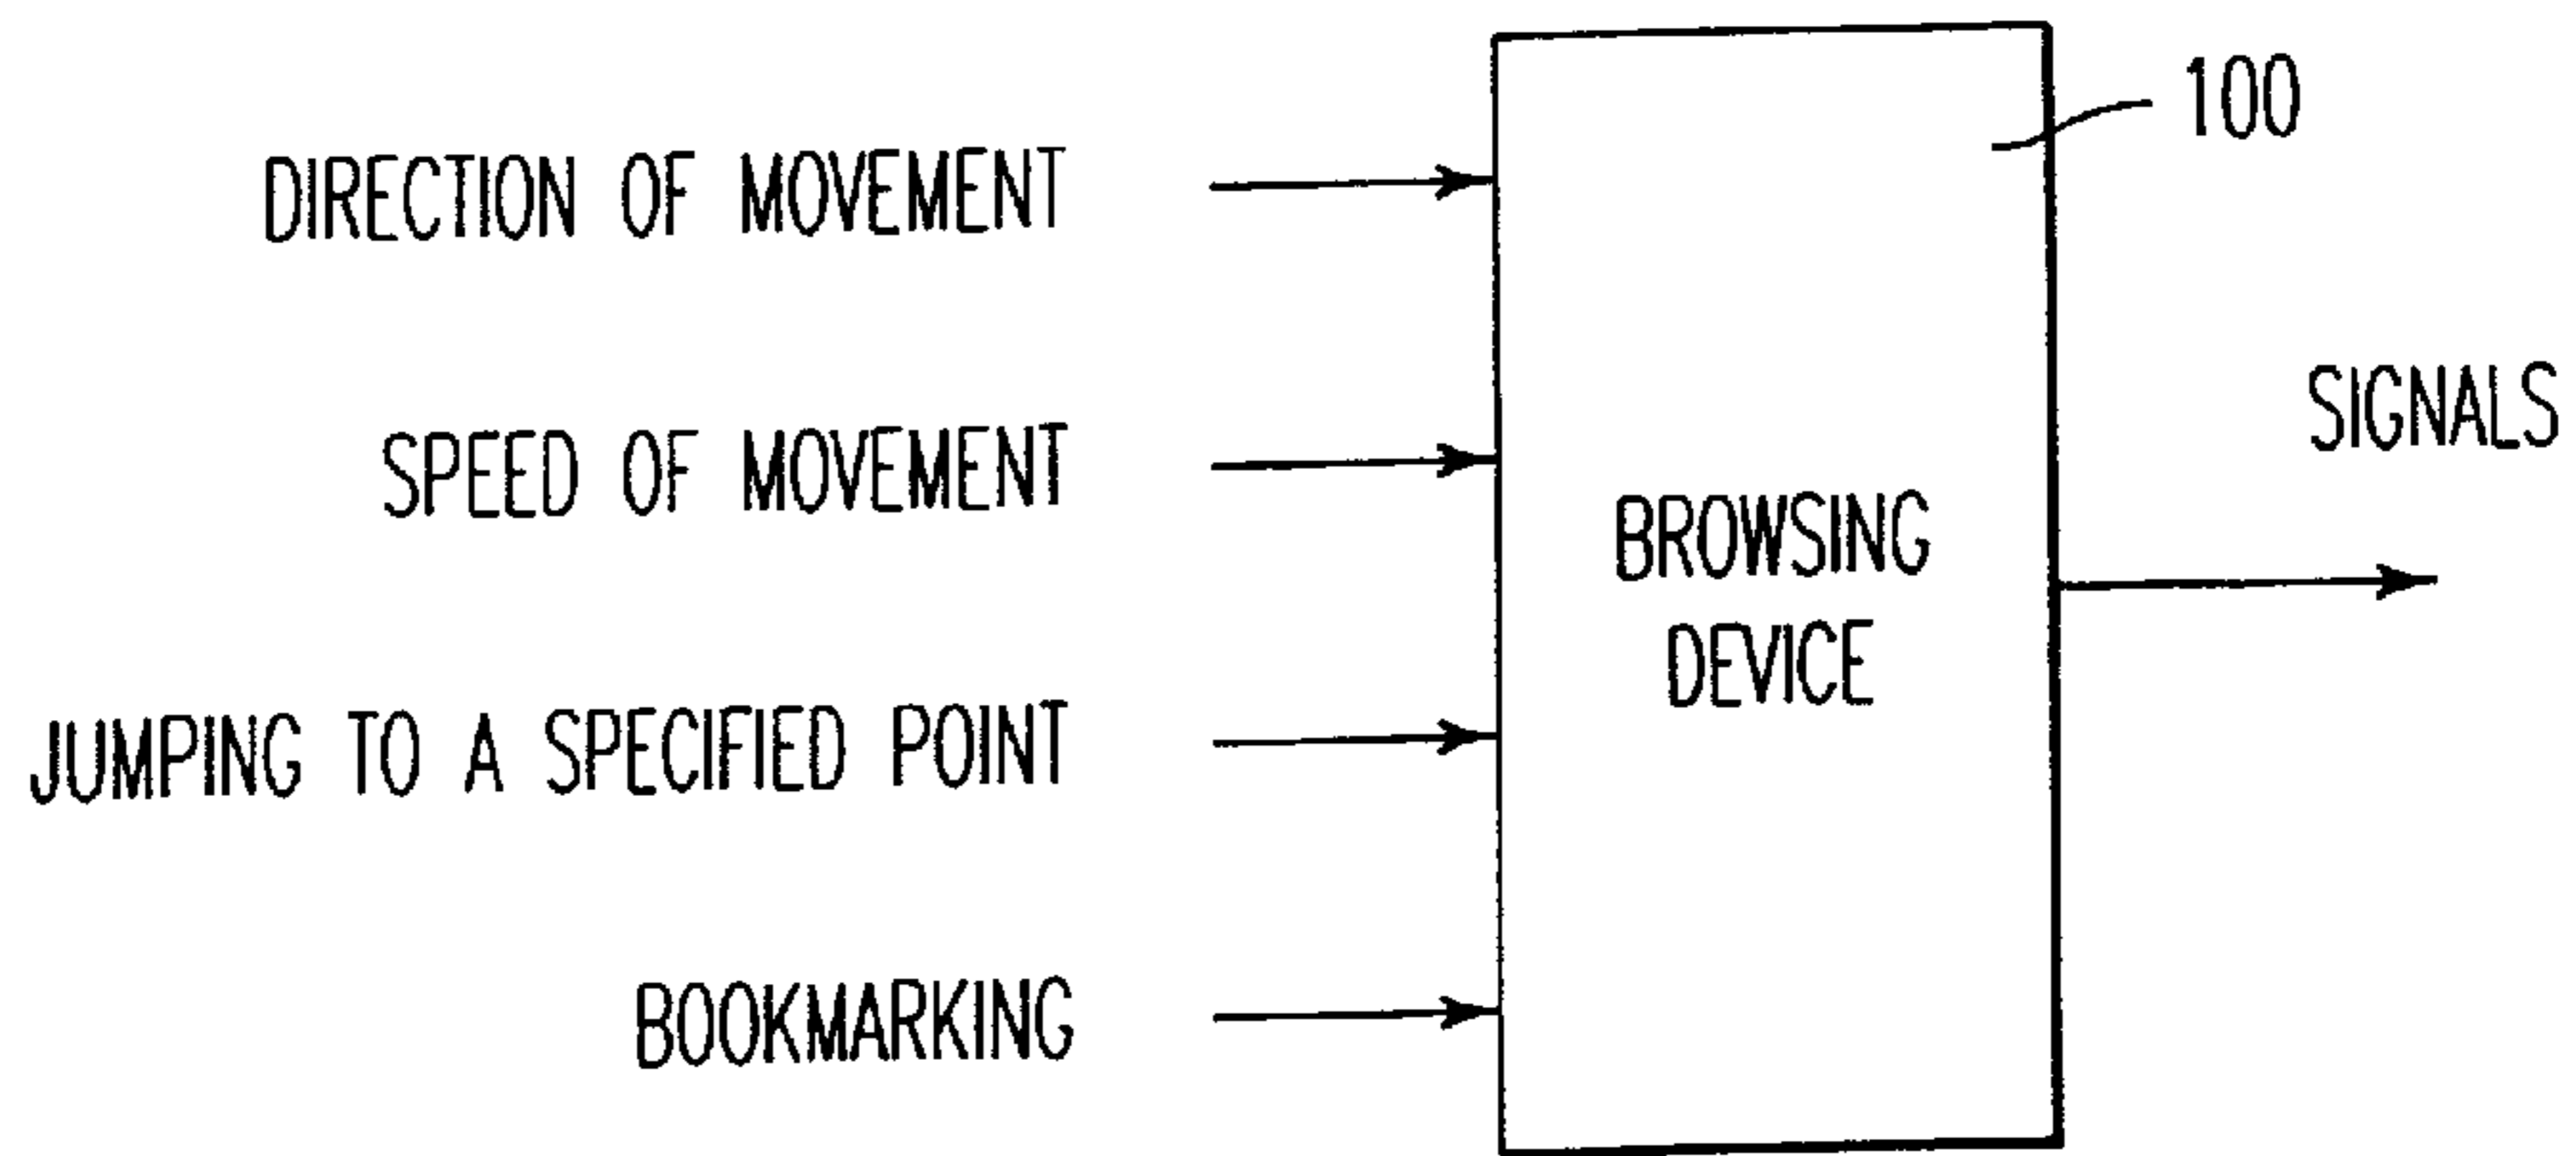 100
DIRECTION OF MOVEMENT
SPEED OF MOVEMENT
SIGNALS
BROWSING
DEVICE
JUMPING TO A SPECIFIED POINT
BOOKMARKING